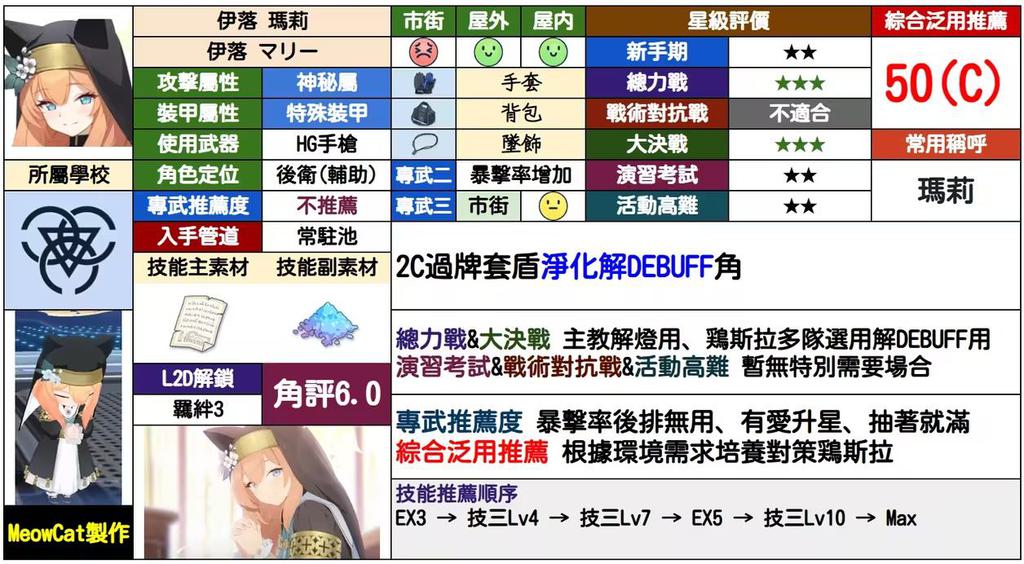 伊落 瑪莉
市街
屋外
屋內
星級評價
綜合泛用推薦
伊落 マリー
新手期
★★
50(C)
攻擊屬性
神秘屬
手套
總力戰
★★★
裝甲屬性
特殊裝甲
背包
戰術對抗戰
不適合
使用武器
HG手槍
墜飾
大決戰
★★★
常用稱呼
所屬學校
角色定位
後衛(輔助)
專武二
暴擊率增加
演習考試
★★
瑪莉
專武推薦度
不推薦
專武三
市街
活動高難
★★
入手管道
常駐池
2C過牌套盾淨化解DEBUFF角
技能主素材
技能副素材
總力戰&大決戰 主教解燈用、鶏斯拉多隊選用解DEBUFF用
演習考試&戰術對抗戰&活動高難 暫無特別需要場合
L2D解鎖
角評6.0
羈絆3
專武推薦度 暴擊率後排無用、有愛升星、抽著就滿
綜合泛用推薦 根據環境需求培養對策鶏斯拉
技能推薦順序
EX3 → 技三Lv4 → 技三Lv7 → EX5 → 技三Lv10 → Max
MeowCat製作